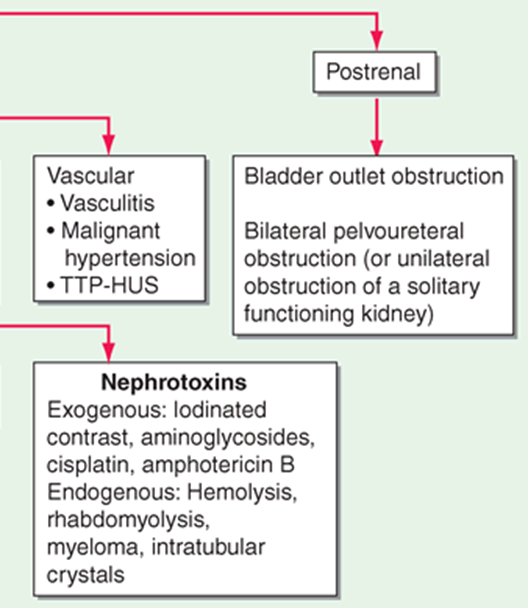 Postrenal
Vascular
• Vasculitis
• Malignant
hypertension
• TTP-HUS
Bladder outlet obstruction
Bilateral pelvoureteral
obstruction (or unilateral
obstruction of a solitary
functioning kidney)
Nephrotoxins
Exogenous: Iodinated
contrast, aminoglycosides,
cisplatin, amphotericin B
Endogenous: Hemolysis,
rhabdomyolysis,
myeloma, intratubular
crystals